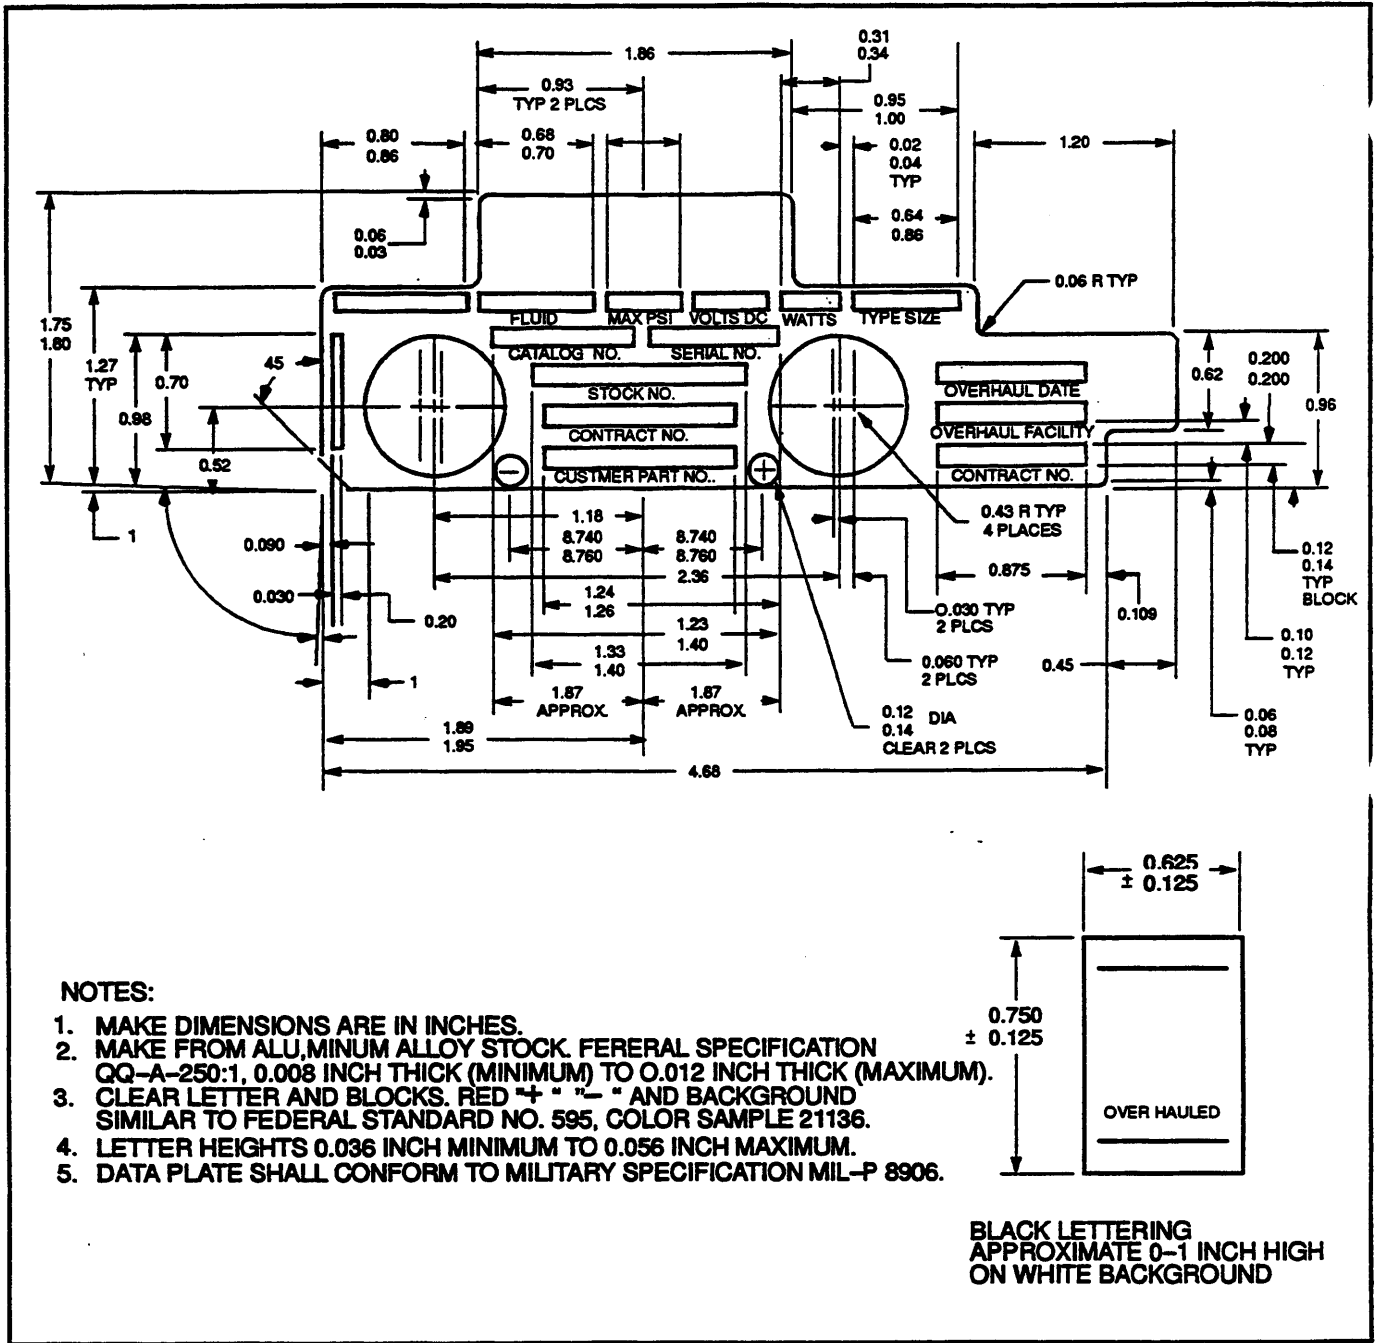 1.86
0.31
0.34
0.93
TYP 2 PLCS
0.95
1.00
0.80
0.86
0.68
0.70
0.02
0.04
TYP
1.20
0.64
0.86
0.06
0.03
0.06 R TYP
1.75
1.80
1.27
TYP
0.98
0.70
0.52
45
FLUID
MAX PSI
VOLTS DC
WATTS
TYPE SIZE
CATALOG NO.
SERIAL NO.
STOCK NO.
CONTRACT NO.
CUSTMER PART NO..
−
+
OVERHAUL DATE
OVERHAUL FACILITY
CONTRACT NO.
0.62
0.200
0.200
0.96
1
0.090
0.030
0.20
1
1.18
8.740
8.760
8.740
8.760
2.36
1.24
1.26
1.23
1.40
1.33
1.40
1.87
APPROX.
1.87
APPROX.
1.89
1.95
4.68
0.43 R TYP
4 PLACES
0.875
0.030 TYP
2 PLCS
0.060 TYP
2 PLCS
0.12 DIA
0.14
CLEAR 2 PLCS
0.109
0.45
0.12
0.14
TYP
BLOCK
0.10
0.12
TYP
0.06
0.08
TYP
0.625
± 0.125
0.750
± 0.125
OVER HAULED
NOTES:
1. MAKE DIMENSIONS ARE IN INCHES.
2. MAKE FROM ALU,MINUM ALLOY STOCK. FERERAL SPECIFICATION
QQ-A-250:1, 0.008 INCH THICK (MINIMUM) TO 0.012 INCH THICK (MAXIMUM).
3. CLEAR LETTER AND BLOCKS. RED "+ " "− " AND BACKGROUND
SIMILAR TO FEDERAL STANDARD NO. 595, COLOR SAMPLE 21136.
4. LETTER HEIGHTS 0.036 INCH MINIMUM TO 0.056 INCH MAXIMUM.
5. DATA PLATE SHALL CONFORM TO MILITARY SPECIFICATION MIL-P 8906.
BLACK LETTERING
APPROXIMATE 0-1 INCH HIGH
ON WHITE BACKGROUND